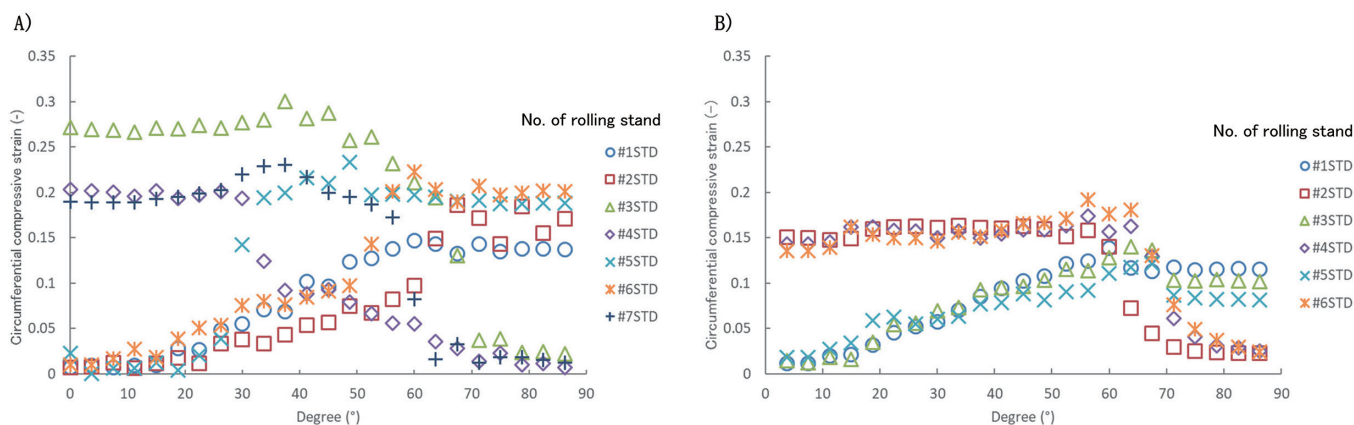 A)
0.35
0.3
0.25
0.2
0.15
0.1
0.05
0
Circumferential compressive strain (-)
0 10 20 30 40 50 60 70 80 90
Degree (°)
No. of rolling stand
#1STD
#2STD
#3STD
#4STD
#5STD
#6STD
#7STD
B)
0.35
0.3
0.25
0.2
0.15
0.1
0.05
0
Circumferential compressive strain (-)
0 10 20 30 40 50 60 70 80 90
Degree (°)
No. of rolling stand
#1STD
#2STD
#3STD
#4STD
#5STD
#6STD